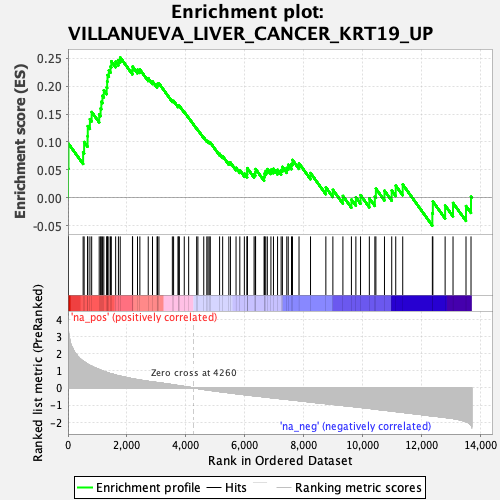 Enrichment plot:
VILLANUEVA_LIVER_CANCER_KRT19_UP
Enrichment score (ES)
0.25
0.20
0.15
0.10
0.05
0.00
-0.05
'na_pos' (positively correlated)
Ranked list metric (PreRanked)
4
3
2
1
0
-1
-2
Zero cross at 4260
'na_neg' (negatively correlated)
0 2,000 4,000 6,000 8,000 10,000 12,000 14,000
Rank in Ordered Dataset
Enrichment profile Hits Ranking metric scores